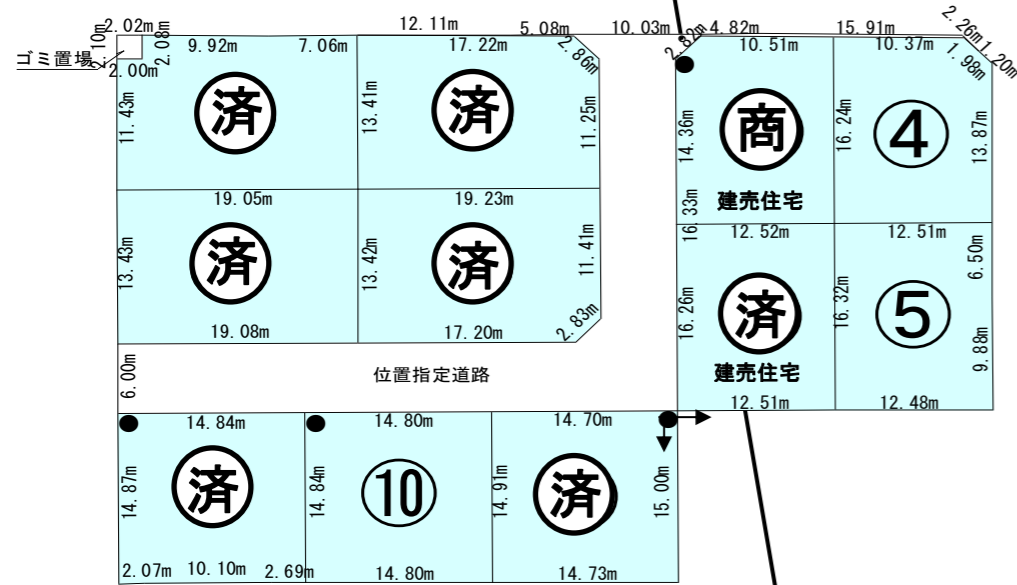 2.02m
12.11m
5.08m
10.03m
4.82m
15.91m
2.26m
1.20m
2.10m
2.08m
9.92m
7.06m
17.22m
2.86m
2.82m
10.51m
10.37m
1.98m
ゴミ置場
2.00m
11.43m
済
13.41m
済
11.25m
14.36m
商
16.24m
4
13.87m
19.05m
19.23m
建売住宅
16.33m
12.52m
12.51m
13.43m
済
13.42m
済
11.41m
6.50m
16.26m
済
16.32m
5
9.88m
19.08m
17.20m
2.83m
6.00m
位置指定道路
建売住宅
12.51m
12.48m
14.84m
14.80m
14.70m
14.87m
済
14.84m
10
14.91m
済
15.00m
2.07m
10.10m
2.69m
14.80m
14.73m